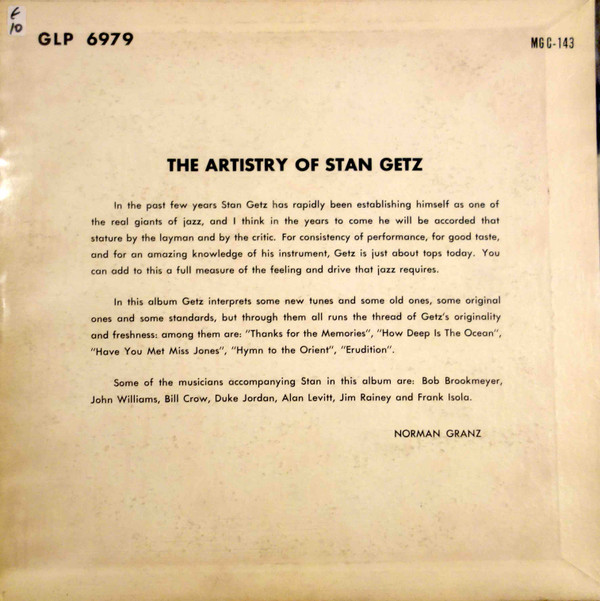 E
10
GLP 6979
MG C-143
THE ARTISTRY OF STAN GETZ
In the past few years Stan Getz has rapidly been establishing himself as one of
the real giants of jazz, and I think in the years to come he will be accorded that
stature by the layman and by the critic. For consistency of performance, for good taste,
and for an amazing knowledge of his instrument, Getz is just about tops today. You
can add to this a full measure of the feeling and drive that jazz requires.
In this album Getz interprets some new tunes and some old ones, some original
ones and some standards, but through them all runs the thread of Getz's originality
and freshness: among them are: "Thanks for the Memories", "How Deep Is The Ocean",
"Have You Met Miss Jones", "Hymn to the Orient", "Erudition".
Some of the musicians accompanying Stan in this album are: Bob Brookmeyer,
John Williams, Bill Crow, Duke Jordan, Alan Levitt, Jim Rainey and Frank Isola.
NORMAN GRANZ